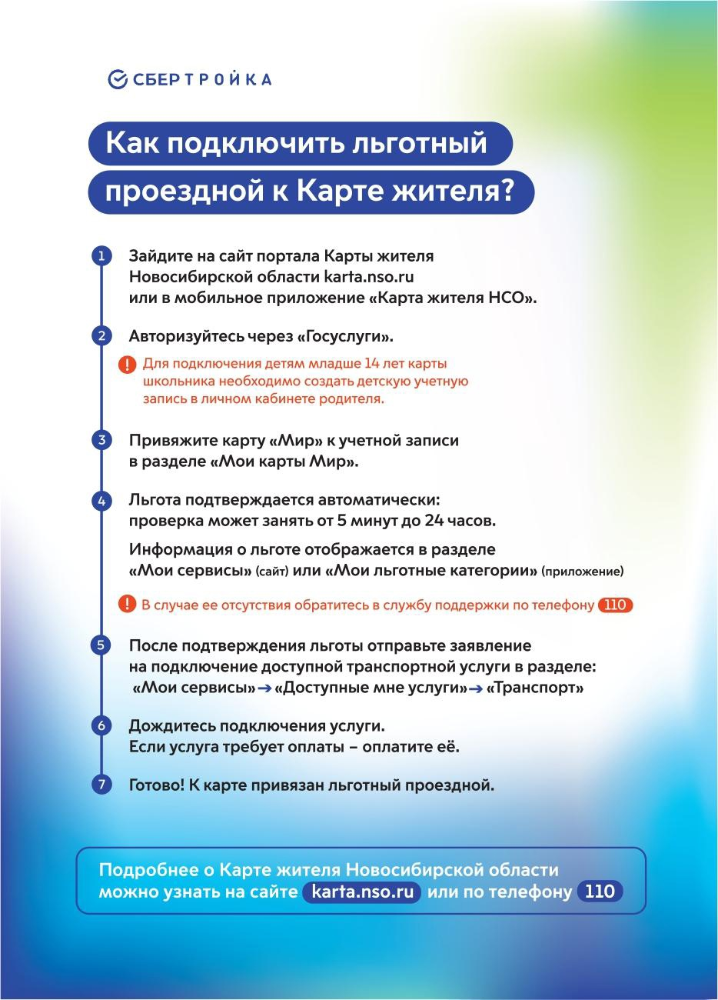 СБЕРТРОЙКА
Как подключить льготный
проездной к Карте жителя?
1
Зайдите на сайт портала Карты жителя
Новосибирской области karta.nso.ru
или в мобильное приложение «Карта жителя НСО».
2
Авторизуйтесь через «Госуслуги».
! Для подключения детям младше 14 лет карты
школьника необходимо создать детскую учетную
запись в личном кабинете родителя.
3
Привяжите карту «Мир» к учетной записи
в разделе «Мои карты Мир».
4
Льгота подтверждается автоматически:
проверка может занять от 5 минут до 24 часов.
Информация о льготе отображается в разделе
«Мои сервисы» (сайт) или «Мои льготные категории» (приложение)
! В случае ее отсутствия обратитесь в службу поддержки по телефону 110
5
После подтверждения льготы отправьте заявление
на подключение доступной транспортной услуги в разделе:
«Мои сервисы»➔«Доступные мне услуги»➔«Транспорт»
6
Дождитесь подключения услуги.
Если услуга требует оплаты – оплатите её.
7
Готово! К карте привязан льготный проездной.
Подробнее о Карте жителя Новосибирской области
можно узнать на сайте karta.nso.ru или по телефону 110